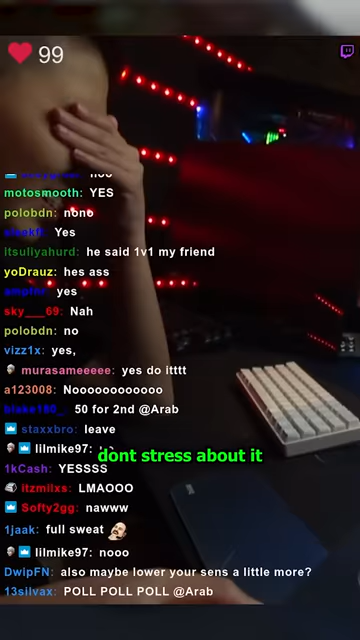 99
motosmooth: YES
polobdn: nono
Yes
itsuliyahurd: he said 1v1 my friend
yoDrauz: hes ass
yes
sky___69: Nah
polobdn: no
vizz1x: yes,
murasameeeee: yes do itttt
a123008: Noooooooooooo
50 for 2nd @Arab
staxxbro: leave
lilmike97:
dont stress about it
1kCash: YESSSS
itzmilxs: LMAOOO
Softy2gg: nawww
1jaak: full sweat
lilmike97: nooo
DwipFN: also maybe lower your sens a little more?
13silvax: POLL POLL POLL @Arab